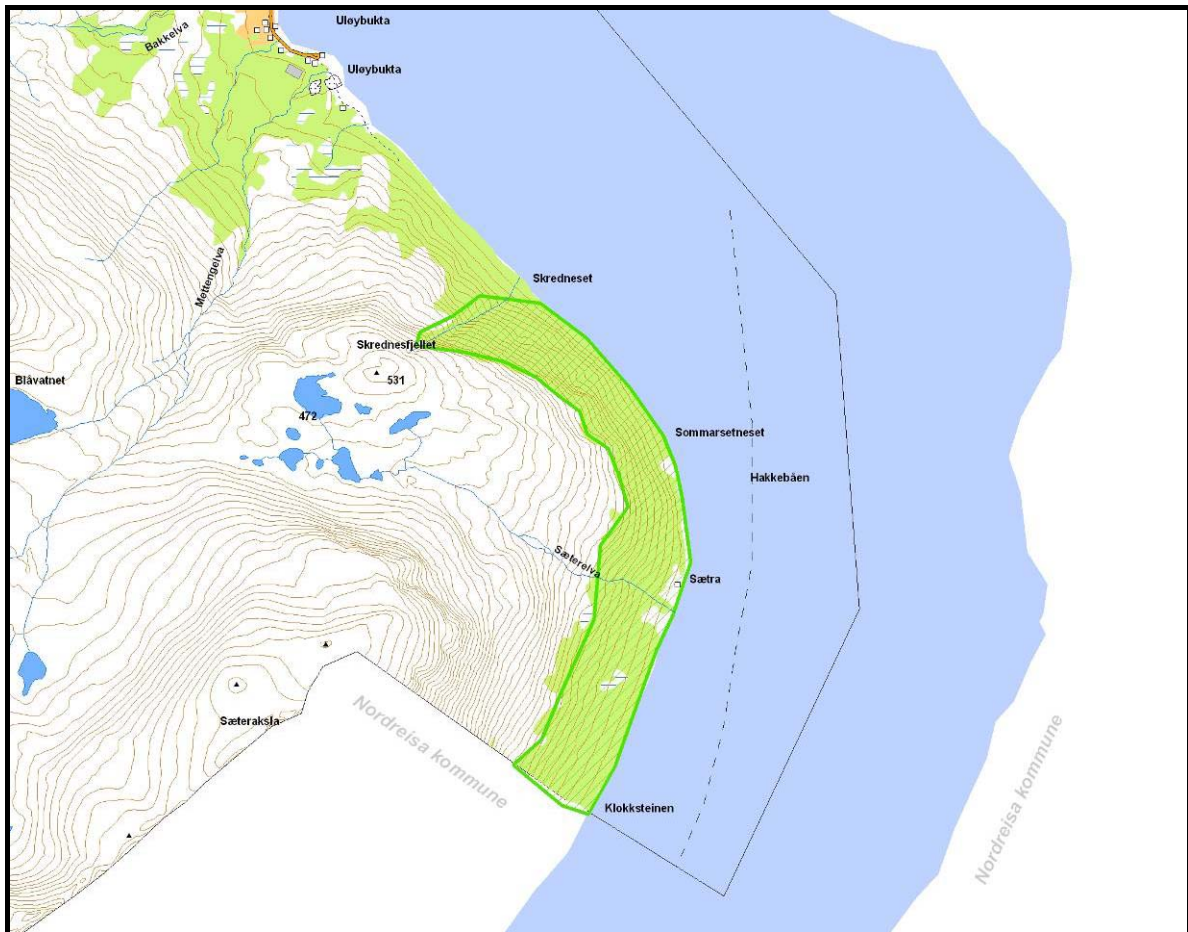 Uløybukta
Bakkelva
Uløybukta
Mettengelva
Skredneset
Skrednesfjellet
531
Blåvatnet
472
Sommarsetneset
Hakkebåen
Sæterelva
Sætra
Sæteraksla
Nordreisa kommune
Nordreisa kommune
Klokksteinen